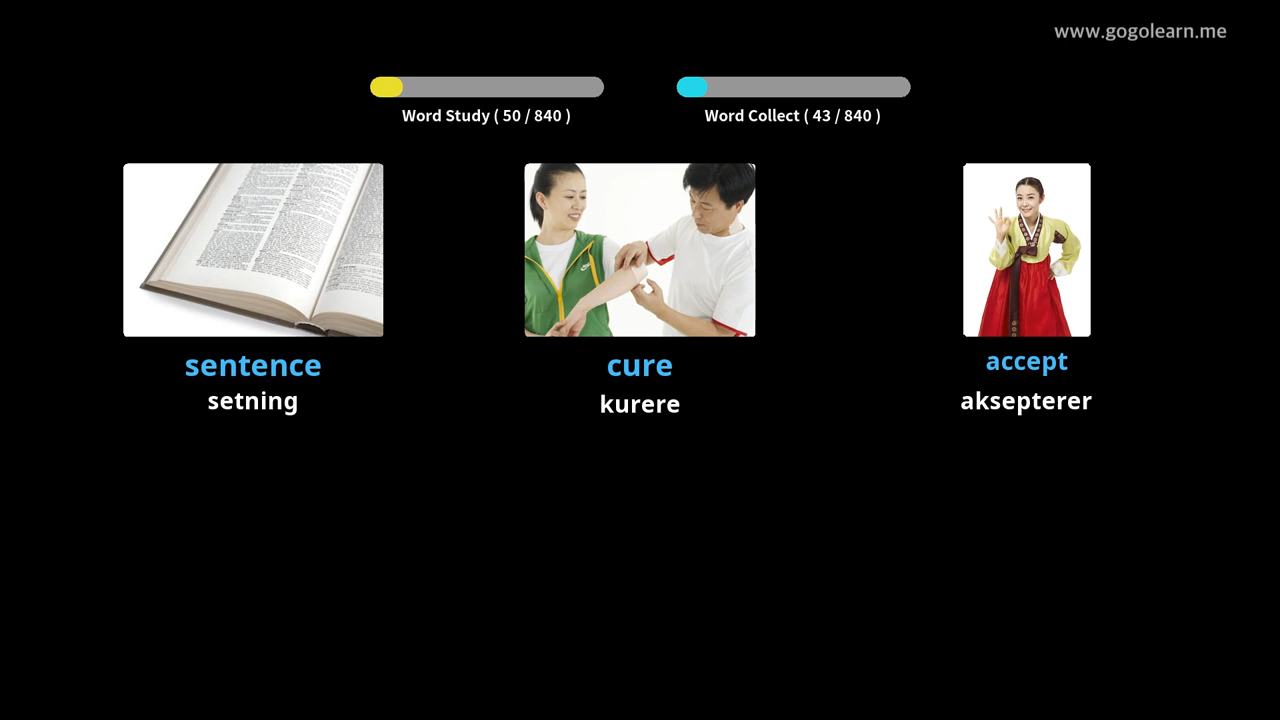 www.gogolearn.me
Word Study ( 50 / 840 )
Word Collect ( 43 / 840 )
sentence
setning
cure
kurere
accept
aksepterer